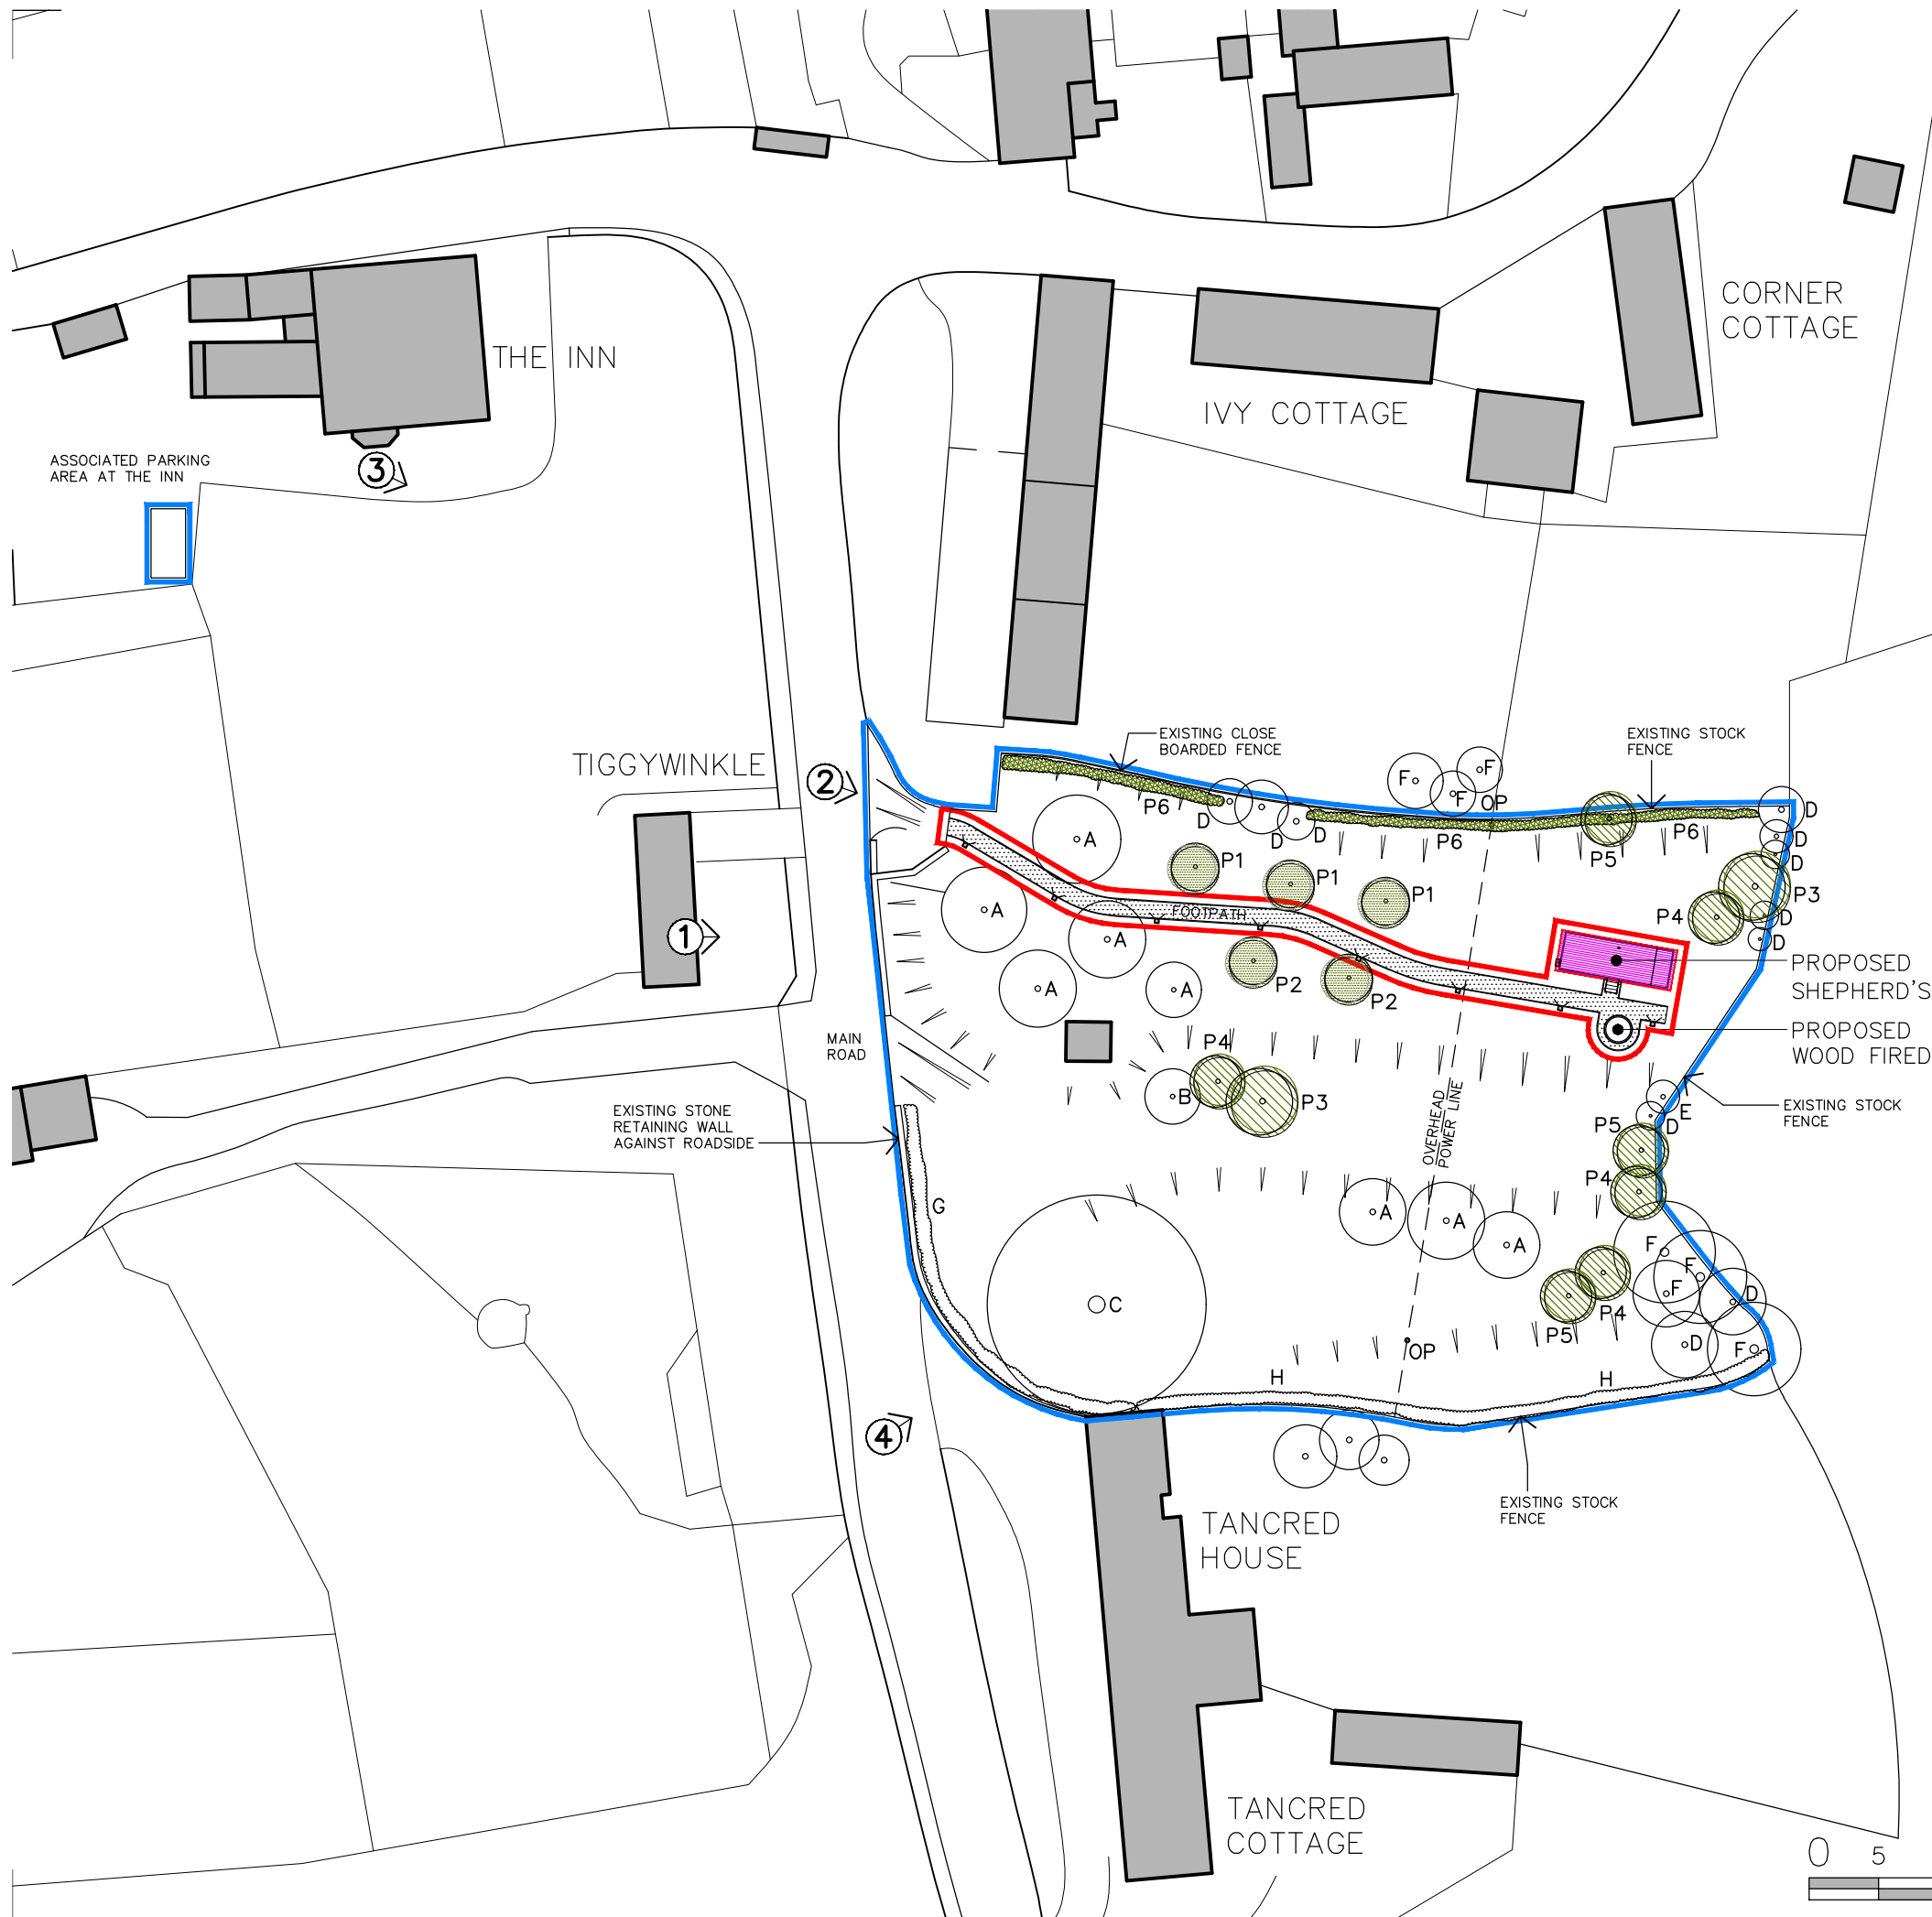 CORNER
COTTAGE
THE INN
IVY COTTAGE
ASSOCIATED PARKING
AREA AT THE INN
3
EXISTING CLOSE
BOARDED FENCE
EXISTING STOCK
FENCE
TIGGYWINKLE
2
F
F
F
OP
P6
D
D
D
P6
P5
P6
D
D
D
A
P1
P1
P1
P3
P4
D
D
A
FOOTPATH
A
1
P2
P2
A
A
PROPOSED
SHEPHERD'S
PROPOSED
WOOD FIRED
MAIN
ROAD
P4
B
P3
OVERHEAD
POWER LINE
E
D
EXISTING STOCK
FENCE
EXISTING STONE
RETAINING WALL
AGAINST ROADSIDE
P5
P4
G
A
A
A
F
F
F
D
C
P4
P5
D
F
OP
H
H
4
EXISTING STOCK
FENCE
TANCRED
HOUSE
TANCRED
COTTAGE
0 5